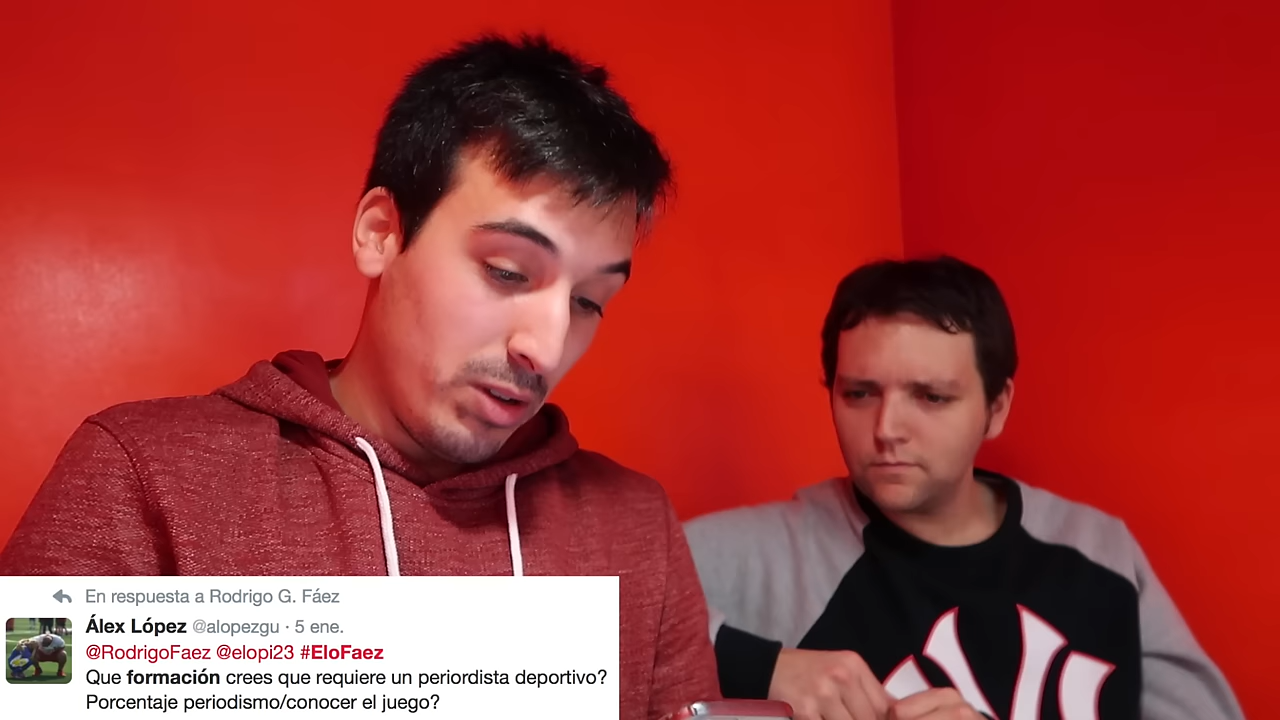 En respuesta a Rodrigo G. Fáez
Álex López @alopezgu · 5 ene.
@RodrigoFaez @elopi23 #EloFaez
Que formación crees que requiere un periordista deportivo?
Porcentaje periodismo/conocer el juego?
NY